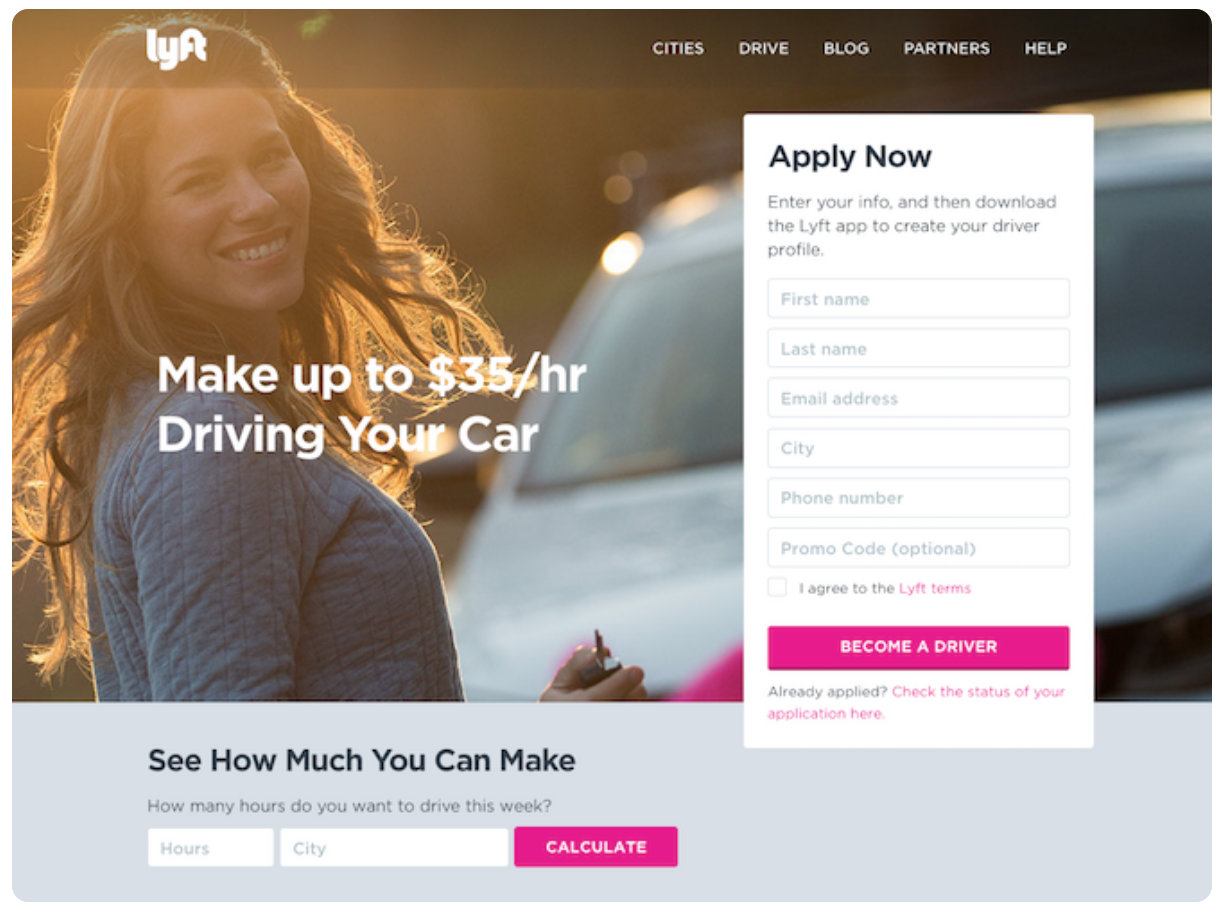 lyft
CITIES DRIVE BLOG PARTNERS HELP
Make up to $35/hr
Driving Your Car
Apply Now
Enter your info, and then download
the Lyft app to create your driver
profile.
First name
Last name
Email address
City
Phone number
Promo Code (optional)
I agree to the Lyft terms
BECOME A DRIVER
Already applied? Check the status of your
application here.
See How Much You Can Make
How many hours do you want to drive this week?
Hours City CALCULATE